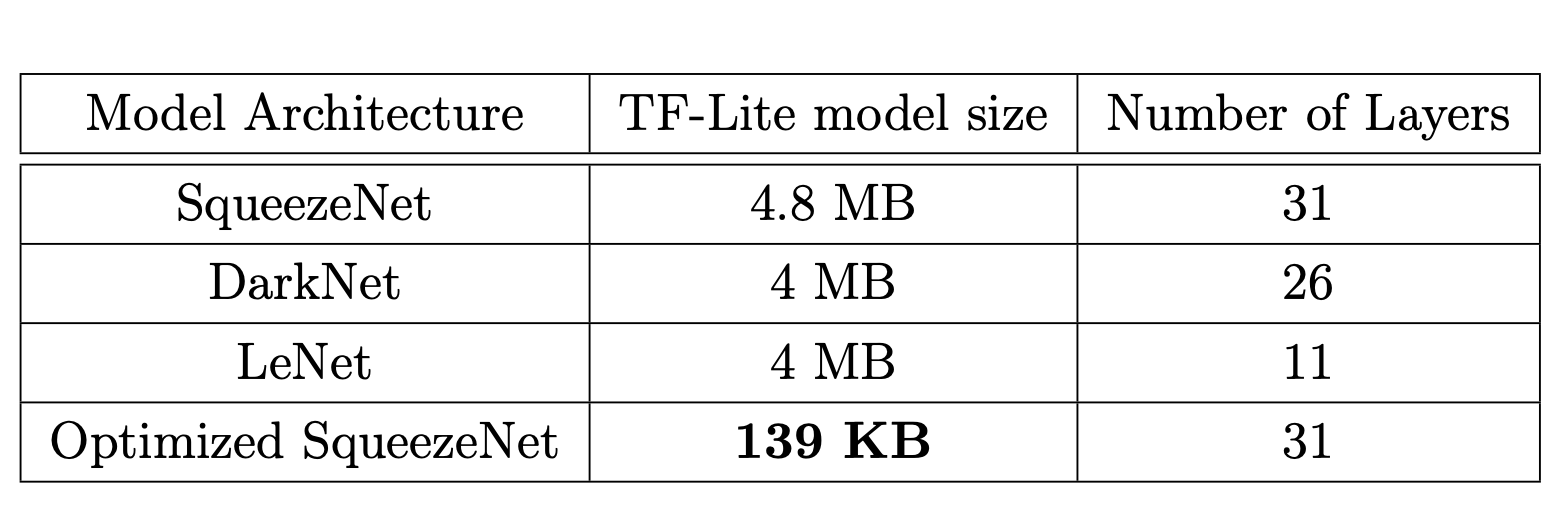 Model Architecture TF-Lite model size Number of Layers
SqueezeNet 4.8 MB 31
DarkNet 4 MB 26
LeNet 4 MB 11
Optimized SqueezeNet 139 KB 31